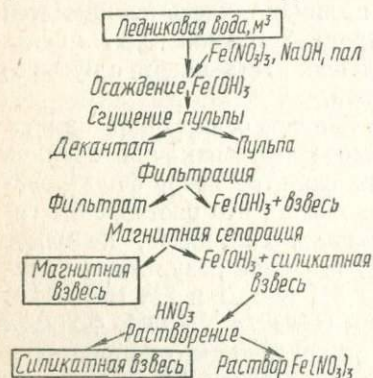 Ледниковая вода, м³
Fe(NO₃)₃, NaOH, пал
Осаждение Fe(OH)₃
Сгущение пульпы
Декантат Пульпа
Фильтрация
Фильтрат Fe(OH)₃ + взвесь
Магнитная сепарация
Магнитная взвесь
Fe(OH)₃ + силикатная взвесь
HNO₃
Растворение
Силикатная взвесь Раствор Fe(NO₃)₃